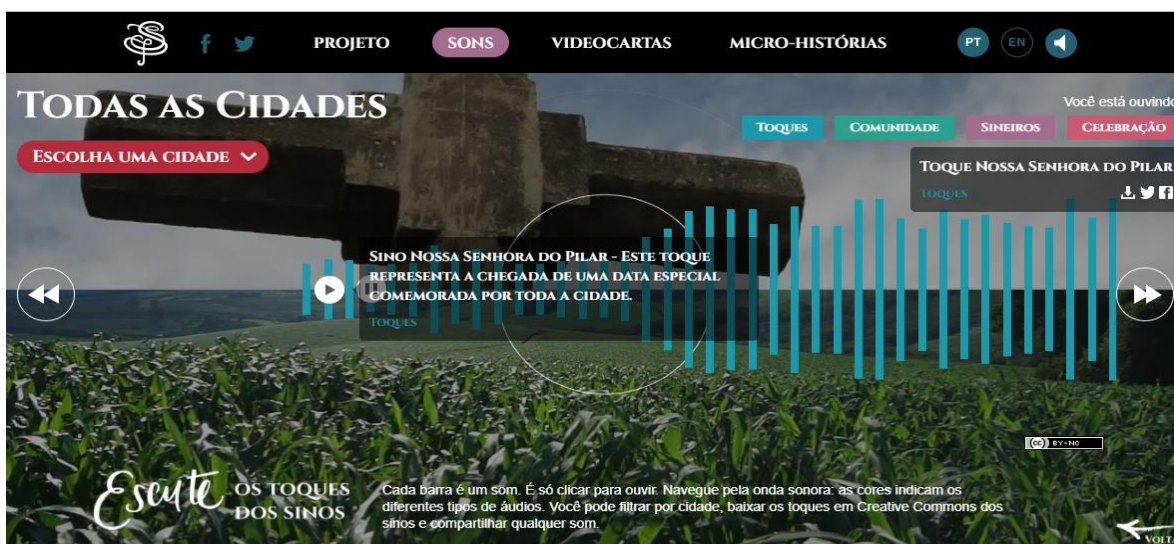 PROJETO SONS VIDEOCARTAS MICRO-HISTÓRIAS PT EN
TODAS AS CIDADES
ESCOLHA UMA CIDADE
Você está ouvindo
TOQUES COMUNIDADE SINEIROS CELEBRAÇÃO
TOQUE NOSSA SENHORA DO PILAR
TOQUES
SINO NOSSA SENHORA DO PILAR - ESTE TOQUE
REPRESENTA A CHEGADA DE UMA DATA ESPECIAL
COMEMORADA POR TODA A CIDADE.
TOQUES
CC BY-NC
Escute OS TOQUES
DOS SINOS
Cada barra é um som. É só clicar para ouvir. Navegue pela onda sonora: as cores indicam os
diferentes tipos de áudios. Você pode filtrar por cidade, baixar os toques em Creative Commons dos
sinos e compartilhar qualquer som.